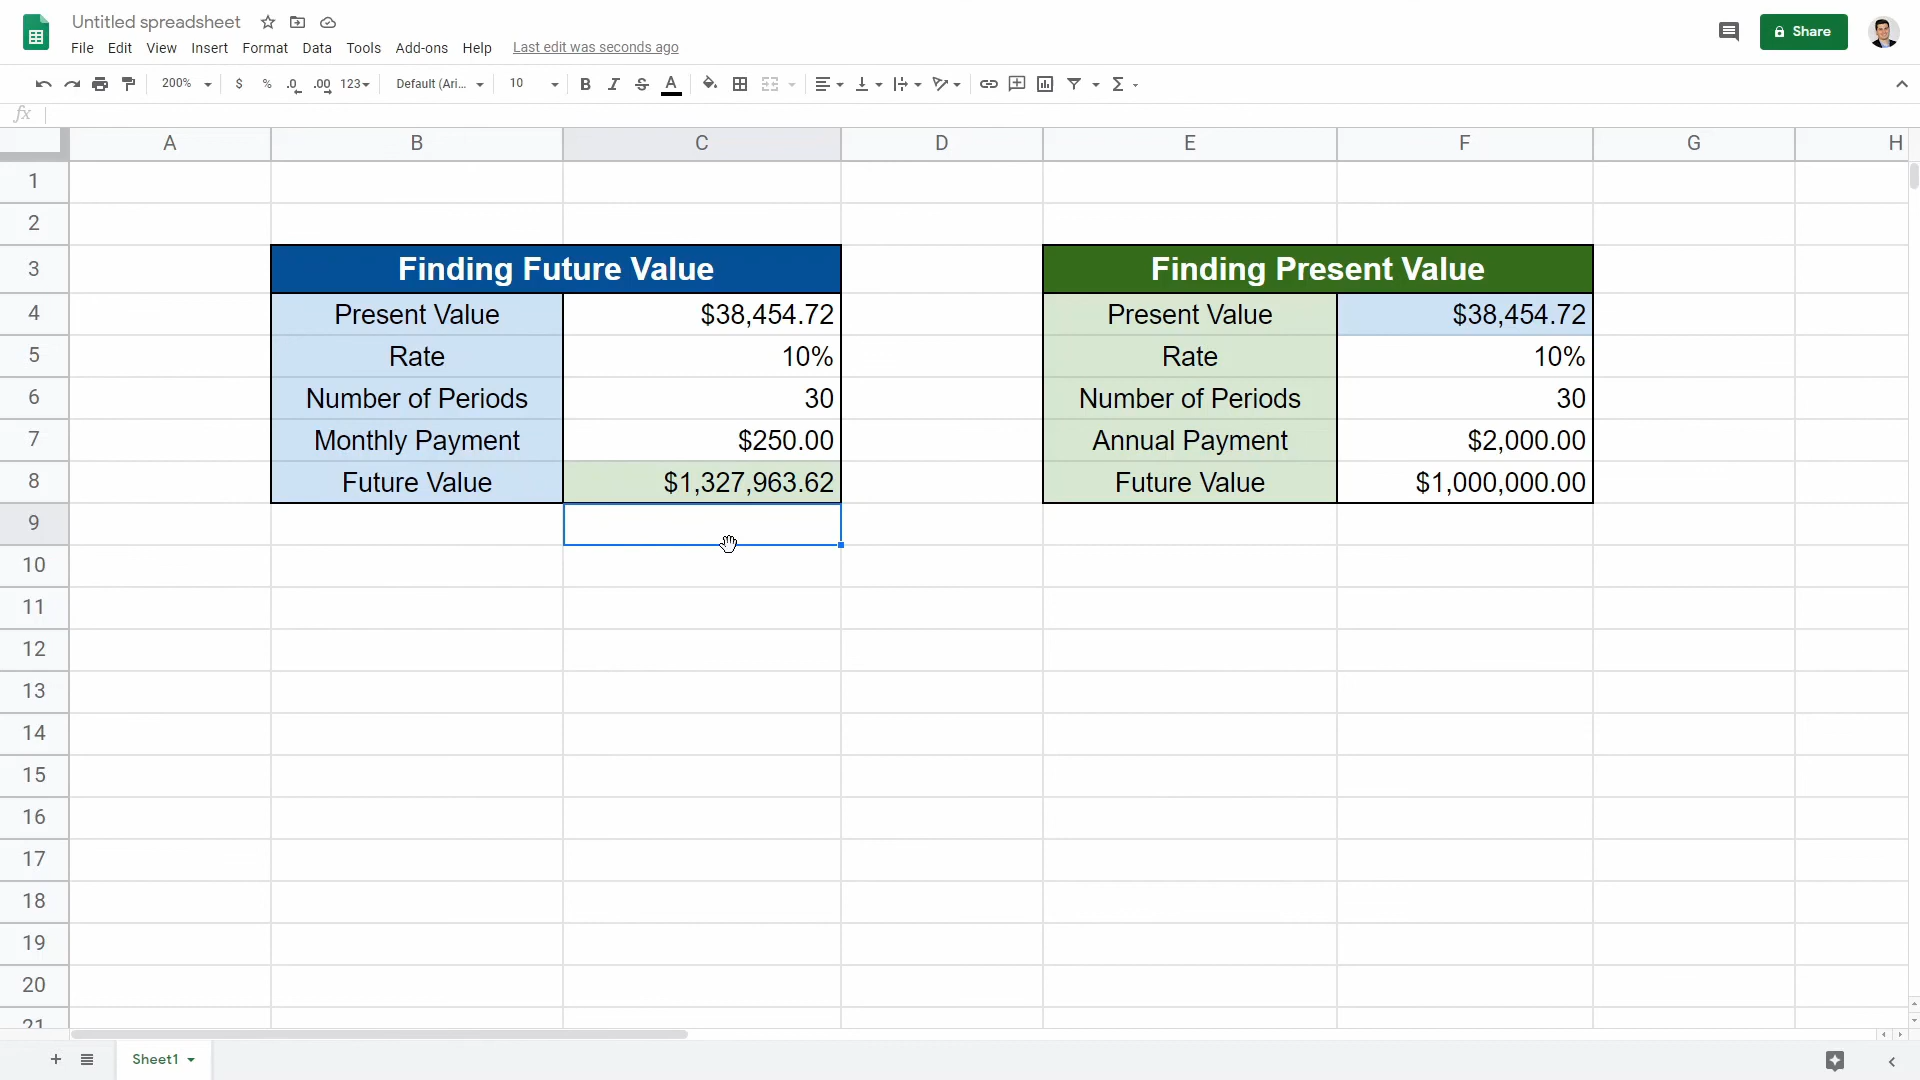 Untitled spreadsheet
File Edit View Insert Format Data Tools Add-ons Help Last edit was seconds ago
Share
200% $ % .0 .00 123 Default (Ari... 10 B I S A Σ
fx
A B C D E F G H
1
2
3 Finding Future Value Finding Present Value
4 Present Value $38,454.72 Present Value $38,454.72
5 Rate 10% Rate 10%
6 Number of Periods 30 Number of Periods 30
7 Monthly Payment $250.00 Annual Payment $2,000.00
8 Future Value $1,327,963.62 Future Value $1,000,000.00
9
10
11
12
13
14
15
16
17
18
19
20
21
Sheet1